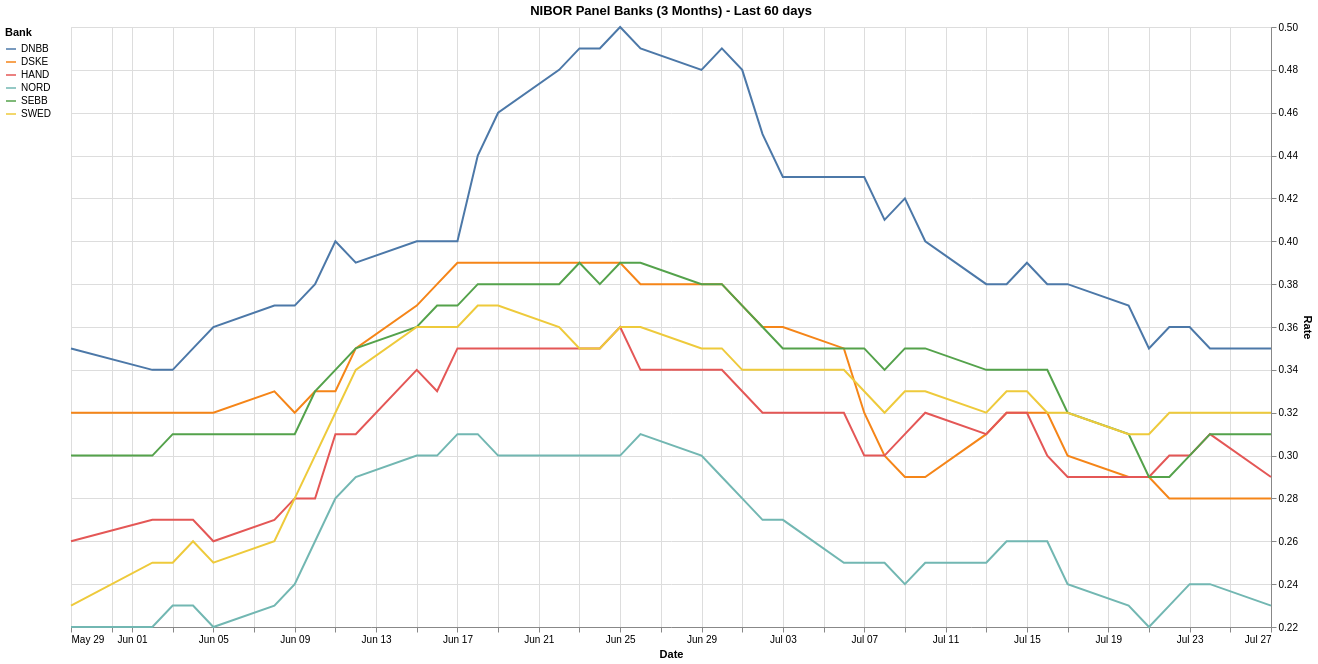 NIBOR Panel Banks (3 Months) - Last 60 days
Bank
DNBB
DSKE
HAND
NORD
SEBB
SWED
0.50
0.48
0.46
0.44
0.42
0.40
0.38
0.36
0.34
0.32
0.30
0.28
0.26
0.24
0.22
Rate
May 29 Jun 01 Jun 05 Jun 09 Jun 13 Jun 17 Jun 21 Jun 25 Jun 29 Jul 03 Jul 07 Jul 11 Jul 15 Jul 19 Jul 23 Jul 27
Date